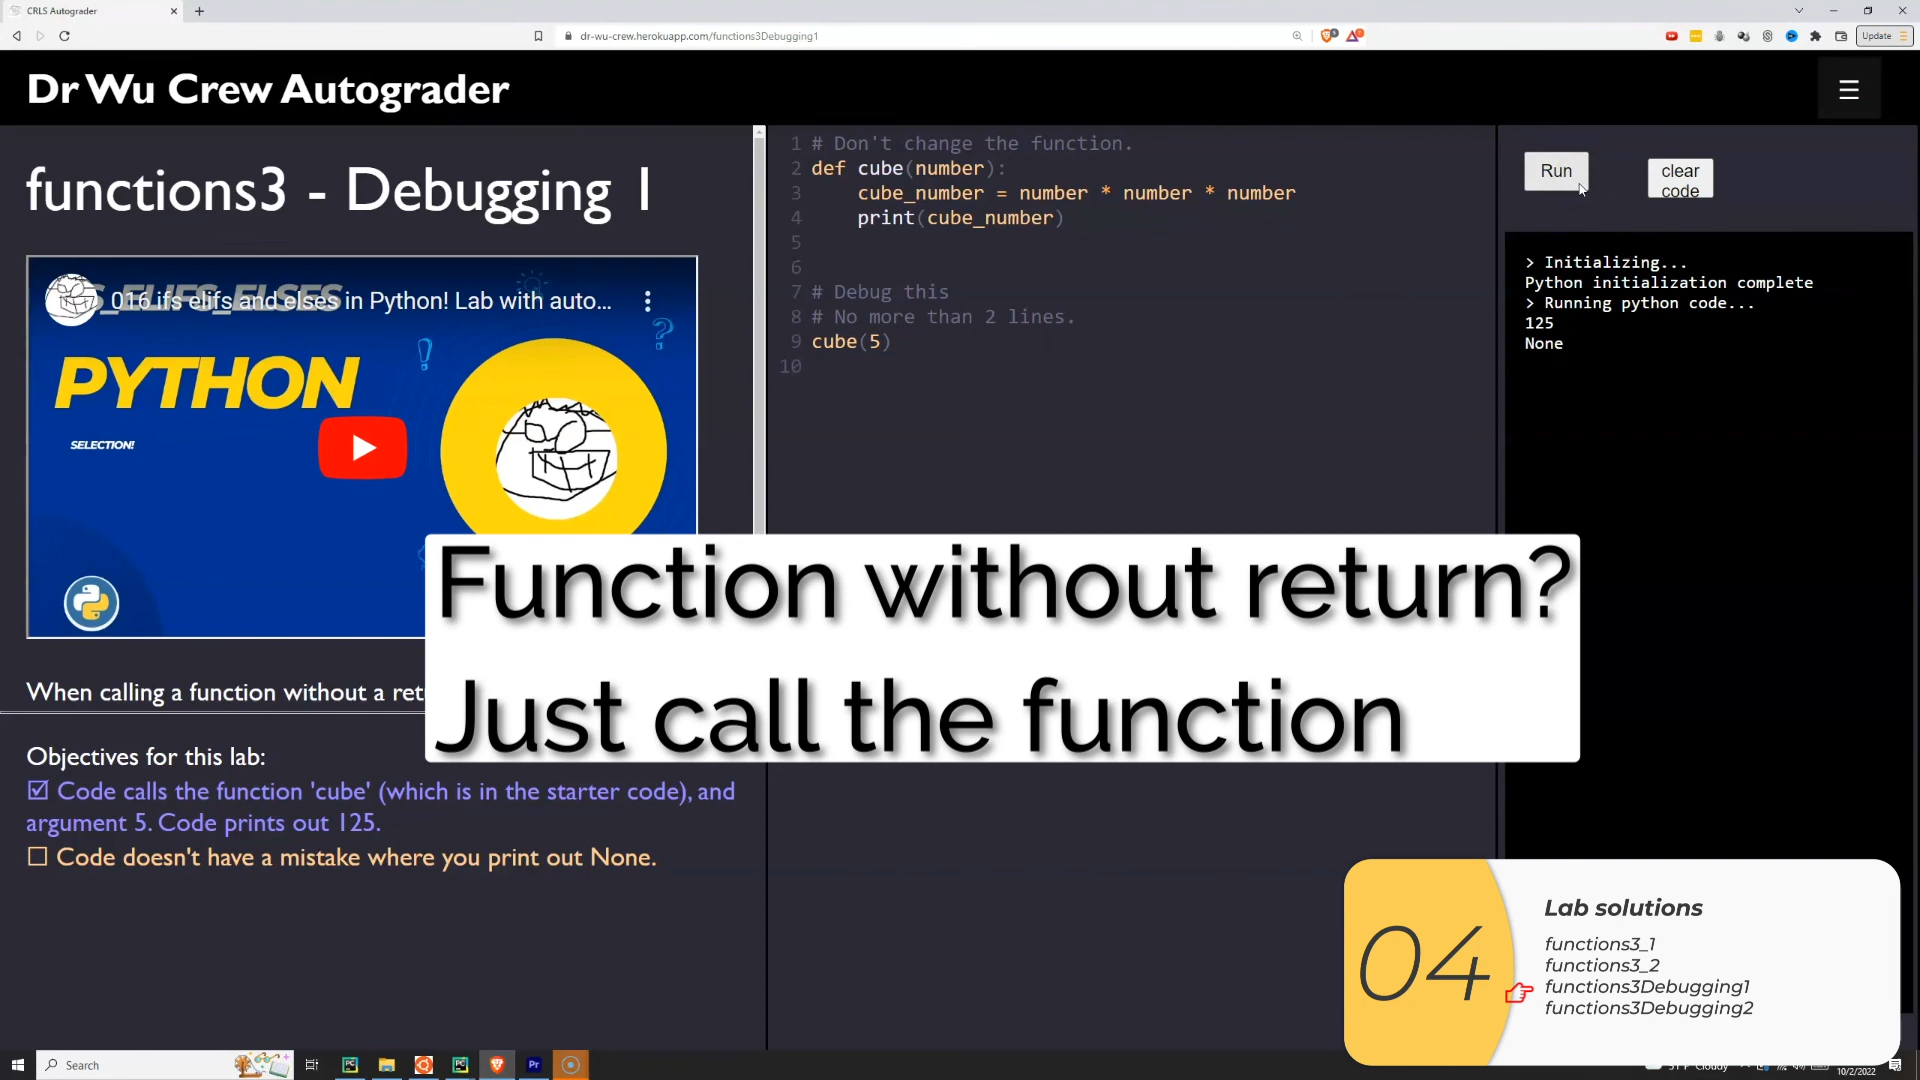 CRLS Autograder
dr-wu-crew.herokuapp.com/functions3Debugging1
Update
Dr Wu Crew Autograder
functions3 - Debugging 1
016 ifs elifs and elses in Python! Lab with auto...
PYTHON
SELECTION!
When calling a function without a
Objectives for this lab:
☑ Code calls the function 'cube' (which is in the starter code), and
argument 5. Code prints out 125.
☐ Code doesn't have a mistake where you print out None.
1 # Don't change the function.
2 def cube(number):
3     cube_number = number * number * number
4     print(cube_number)
5
6
7 # Debug this
8 # No more than 2 lines.
9 cube(5)
10
Run
clear
code
> Initializing...
Python initialization complete
> Running python code...
125
None
Function without return?
Just call the function
04
Lab solutions
functions3_1
functions3_2
functions3Debugging1
functions3Debugging2
Search
10/2/2022